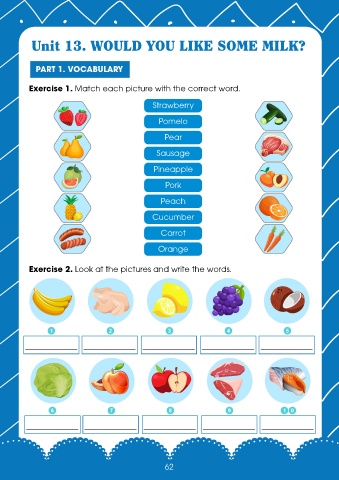 Unit 13. WOULD YOU LIKE SOME MILK?
PART 1. VOCABULARY
Exercise 1. Match each picture with the correct word.
Strawberry
Pomelo
Pear
Sausage
Pineapple
Pork
Peach
Cucumber
Carrot
Orange
Exercise 2. Look at the pictures and write the words.
1 2 3 4 5
6 7 8 9 10
62